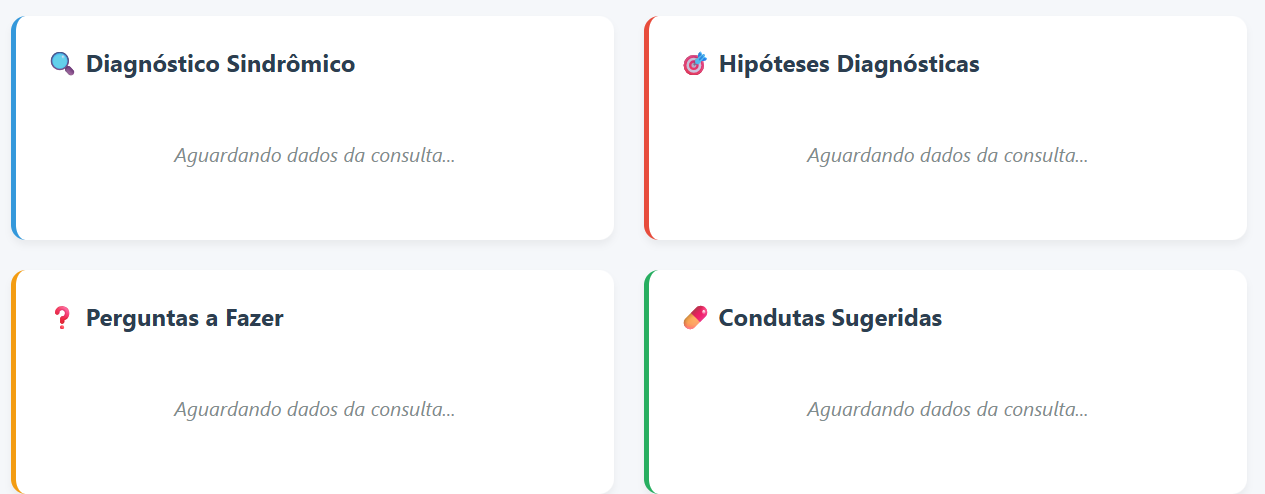 Diagnóstico Sindrômico
Aguardando dados da consulta...
Hipóteses Diagnósticas
Aguardando dados da consulta...
Perguntas a Fazer
Aguardando dados da consulta...
Condutas Sugeridas
Aguardando dados da consulta...